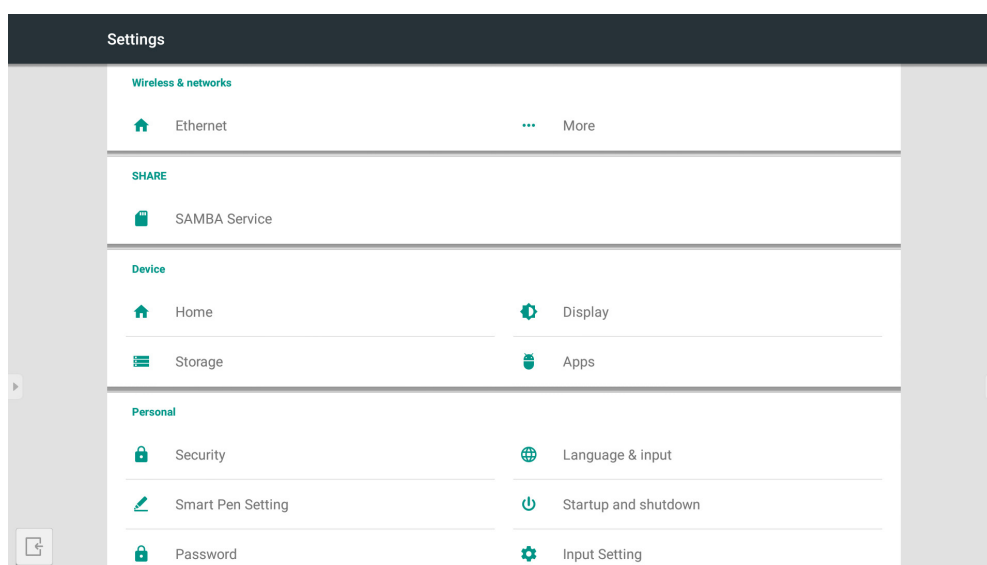 Settings
Wireless & networks
Ethernet
More
SHARE
SAMBA Service
Device
Home
Display
Storage
Apps
Personal
Security
Language & input
Smart Pen Setting
Startup and shutdown
Password
Input Setting